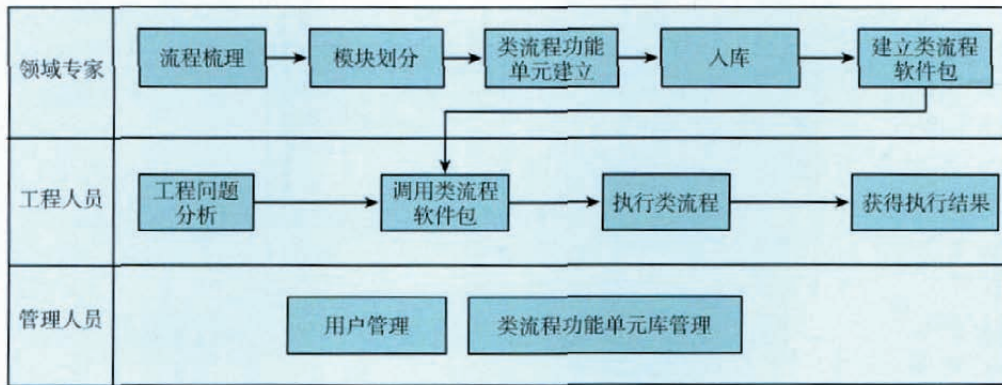 领域专家
流程梳理
模块划分
类流程功能
单元建立
入库
建立类流程
软件包
工程人员
工程问题
分析
调用类流程
软件包
执行类流程
获得执行结果
管理人员
用户管理
类流程功能单元库管理